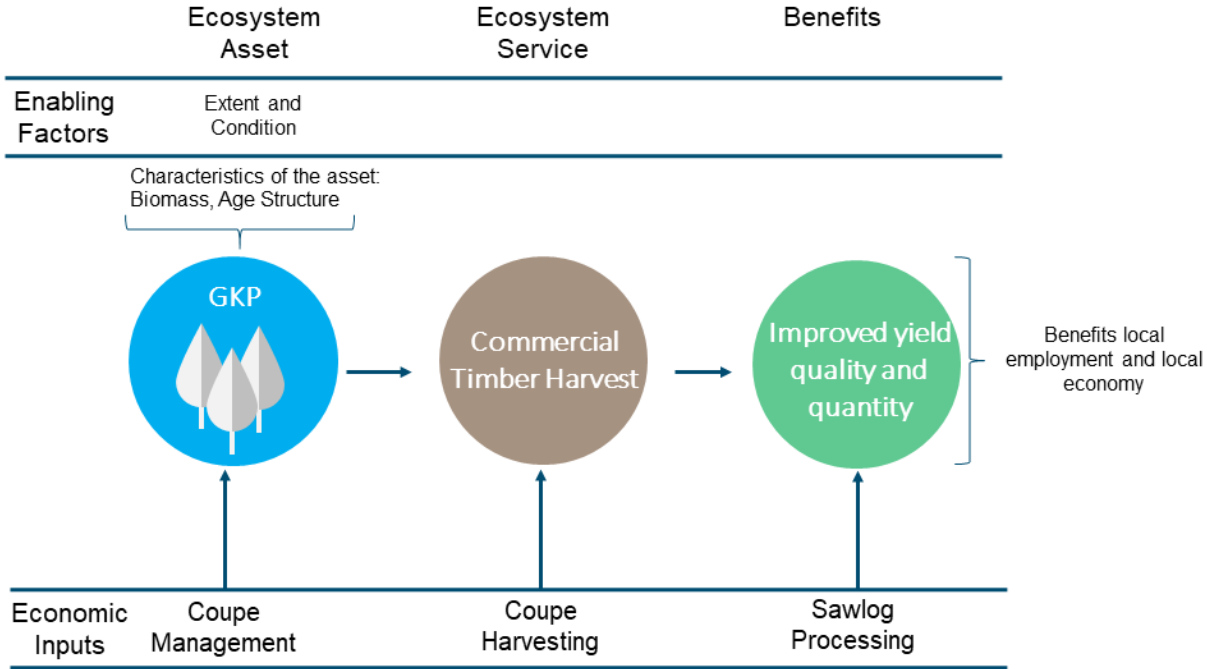 Ecosystem
Asset
Ecosystem
Service
Benefits
Enabling
Factors
Extent and
Condition
Characteristics of the asset:
Biomass, Age Structure
GKP
Commercial
Timber Harvest
Improved yield
quality and
quantity
Benefits local
employment and local
economy
Economic
Inputs
Coupe
Management
Coupe
Harvesting
Sawlog
Processing